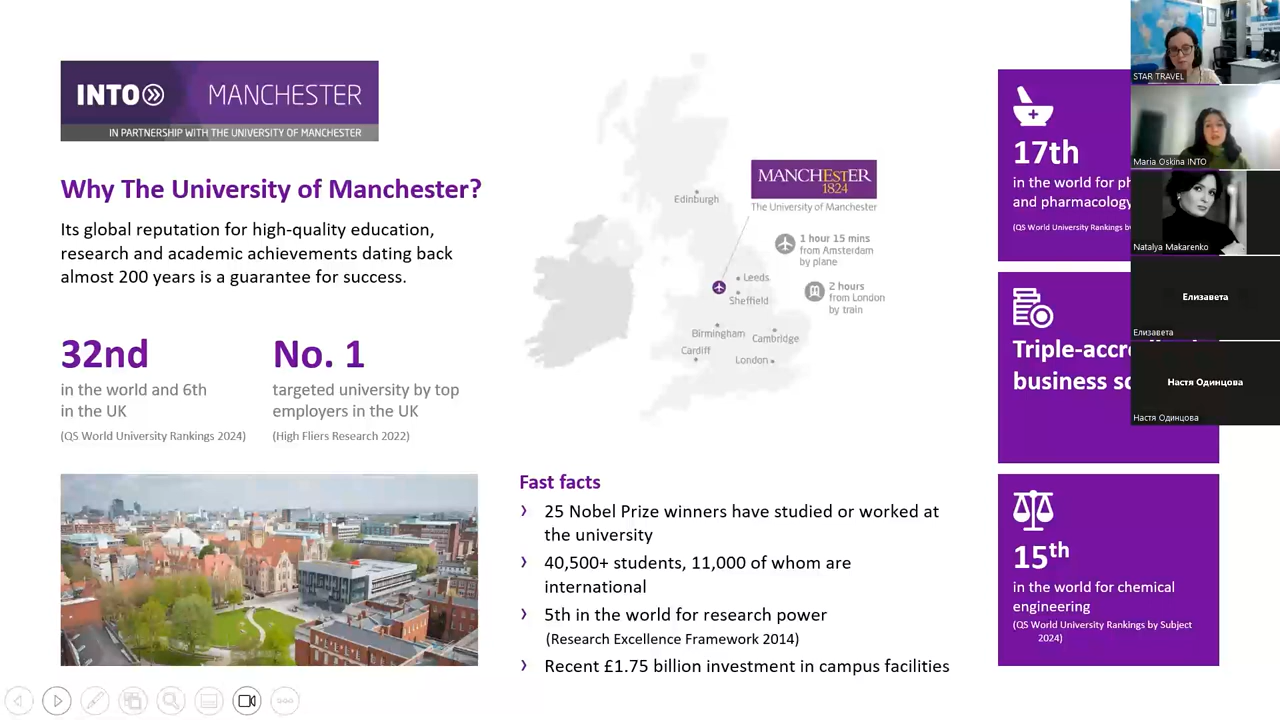 INTO MANCHESTER
IN PARTNERSHIP WITH THE UNIVERSITY OF MANCHESTER
Why The University of Manchester?
Its global reputation for high-quality education,
research and academic achievements dating back
almost 200 years is a guarantee for success.
32nd
in the world and 6th
in the UK
(QS World University Rankings 2024)
No. 1
targeted university by top
employers in the UK
(High Fliers Research 2022)
Edinburgh
MANCHESTER
1824
The University of Manchester
1 hour 15 mins
from Amsterdam
by plane
Leeds
Sheffield
2 hours
from London
by train
Birmingham
Cambridge
Cardiff
London
Fast facts
› 25 Nobel Prize winners have studied or worked at
the university
› 40,500+ students, 11,000 of whom are
international
› 5th in the world for research power
(Research Excellence Framework 2014)
› Recent £1.75 billion investment in campus facilities
17th
in the world for ph
and pharmacology
(QS World University Rankings b
Triple-accr
business sc
15th
in the world for chemical
engineering
(QS World University Rankings by Subject
2024)
STAR TRAVEL
Maria Oskina INTO
Natalya Makarenko
Елизавета
Елизавета
Настя Одинцова
Настя Одинцова